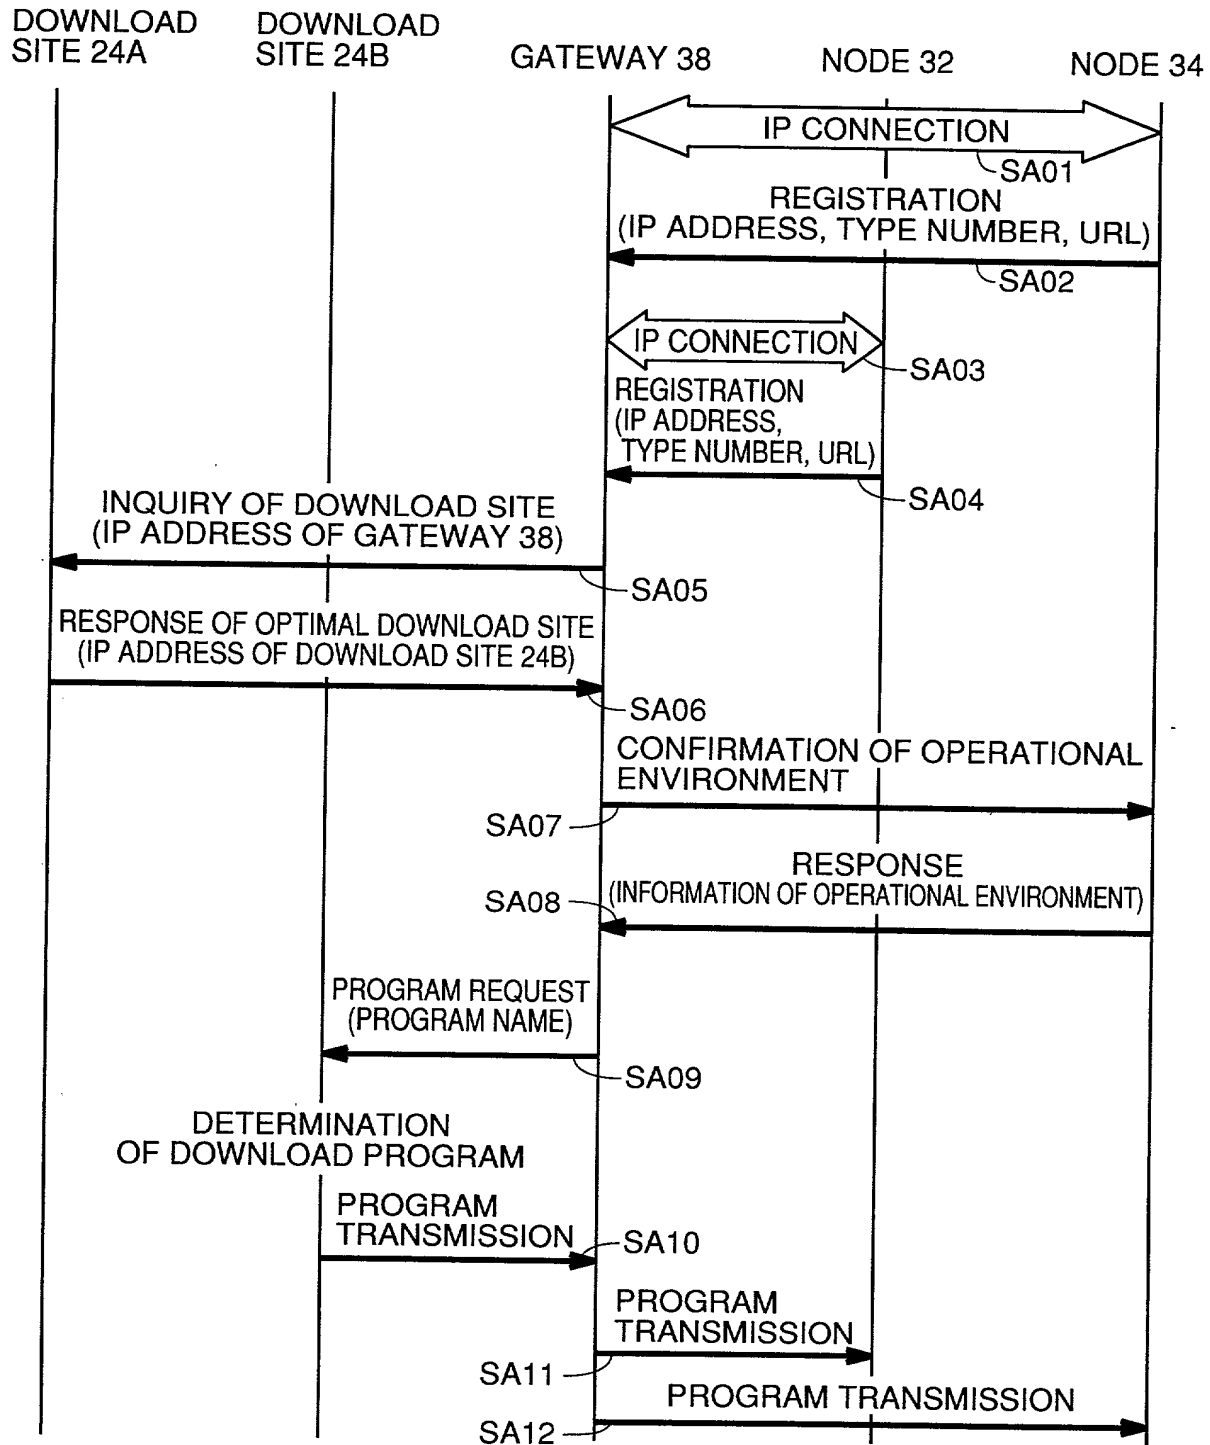 DOWNLOAD
SITE 24A
DOWNLOAD
SITE 24B
GATEWAY 38
NODE 32
NODE 34
IP CONNECTION
SA01
REGISTRATION
(IP ADDRESS, TYPE NUMBER, URL)
SA02
IP CONNECTION
SA03
REGISTRATION
(IP ADDRESS,
TYPE NUMBER, URL)
SA04
INQUIRY OF DOWNLOAD SITE
(IP ADDRESS OF GATEWAY 38)
SA05
RESPONSE OF OPTIMAL DOWNLOAD SITE
(IP ADDRESS OF DOWNLOAD SITE 24B)
SA06
CONFIRMATION OF OPERATIONAL
ENVIRONMENT
SA07
RESPONSE
(INFORMATION OF OPERATIONAL ENVIRONMENT)
SA08
PROGRAM REQUEST
(PROGRAM NAME)
SA09
DETERMINATION
OF DOWNLOAD PROGRAM
PROGRAM
TRANSMISSION
SA10
PROGRAM
TRANSMISSION
SA11
PROGRAM TRANSMISSION
SA12